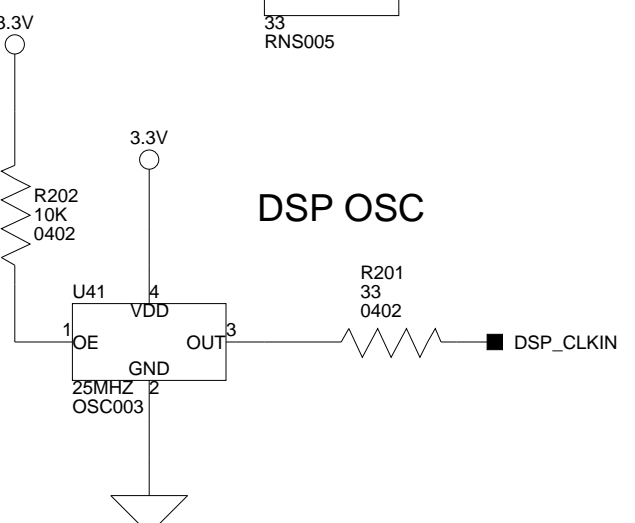 33
RNS005
3.3V
3.3V
DSP OSC
R202
10K
0402
U41
4
VDD
1
OE
OUT
3
GND
25MHZ
2
OSC003
R201
33
0402
DSP_CLKIN